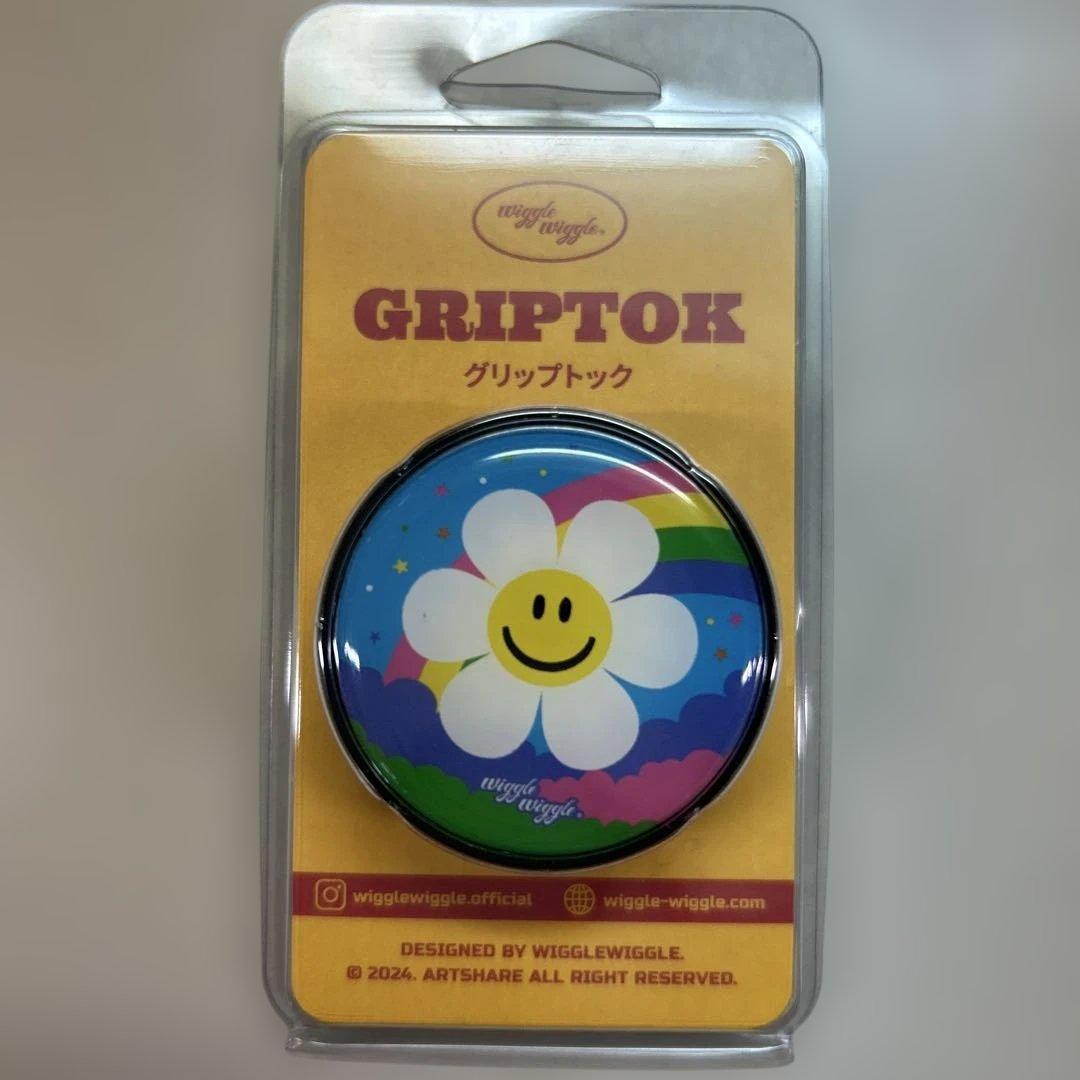 wiggle
wiggle®
GRIPTOK
グリップトック
wiggle
wiggle®
wigglewiggle.official
wiggle-wiggle.com
DESIGNED BY WIGGLEWIGGLE.
© 2024. ARTSHARE ALL RIGHT RESERVED.